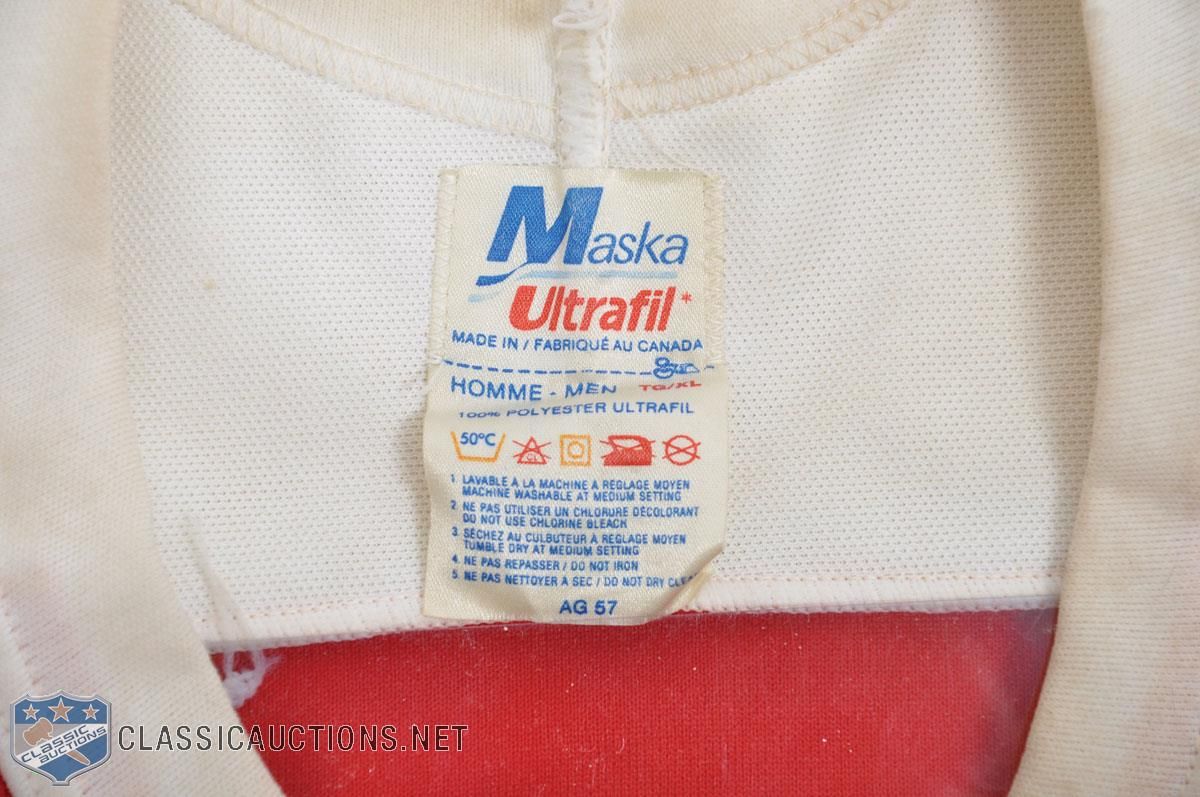 Maska
Ultrafil*
MADE IN / FABRIQUÉ AU CANADA
HOMME - MEN TG/XL
100% POLYESTER ULTRAFIL
50°C CL
1. LAVABLE A LA MACHINE A REGLAGE MOYEN
MACHINE WASHABLE AT MEDIUM SETTING
2. NE PAS UTILISER UN CHLORURE DÉCOLORANT
DO NOT USE CHLORINE BLEACH
3. SÉCHEZ AU CULBUTEUR À REGLAGE MOYEN
TUMBLE DRY AT MEDIUM SETTING
4. NE PAS REPASSER / DO NOT IRON
5. NE PAS NETTOYER A SEC / DO NOT DRY CLEA
AG 57
CLASSIC
AUCTIONS
CLASSICAUCTIONS.NET